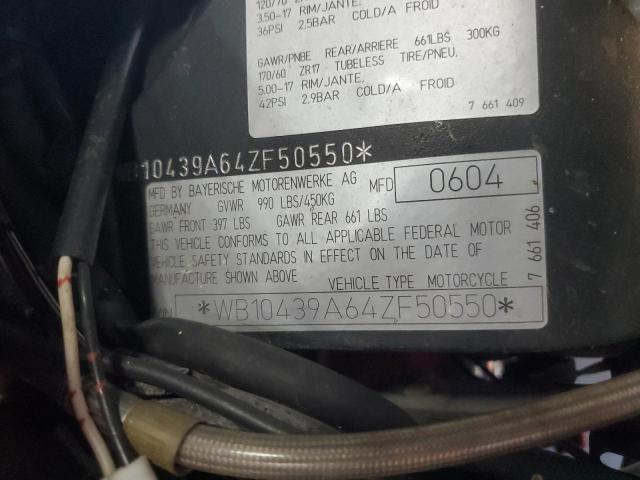 120/70
3.50-17 RIM/JANTE,
36PSI 2,5BAR COLD/A FROID
GAWR/PNBE REAR/ARRIERE 661LBS 300KG
170/60 ZR17 TUBELESS TIRE/PNEU.
5.00-17 RIM/JANTE,
42PSI 2.9BAR COLD/A FROID
7 661 409
WB10439A64ZF50550*
MFD BY BAYERISCHE MOTORENWERKE AG
MFD 0604
GERMANY GVWR 990 LBS/450KG
GAWR FRONT 397 LBS GAWR REAR 661 LBS
THIS VEHICLE CONFORMS TO ALL APPLICABLE FEDERAL MOTOR
VEHICLE SAFETY STANDARDS IN EFFECT ON THE DATE OF
MANUFACTURE SHOWN ABOVE
VEHICLE TYPE MOTORCYCLE
7 661 406
VIN *WB10439A64ZF50550*